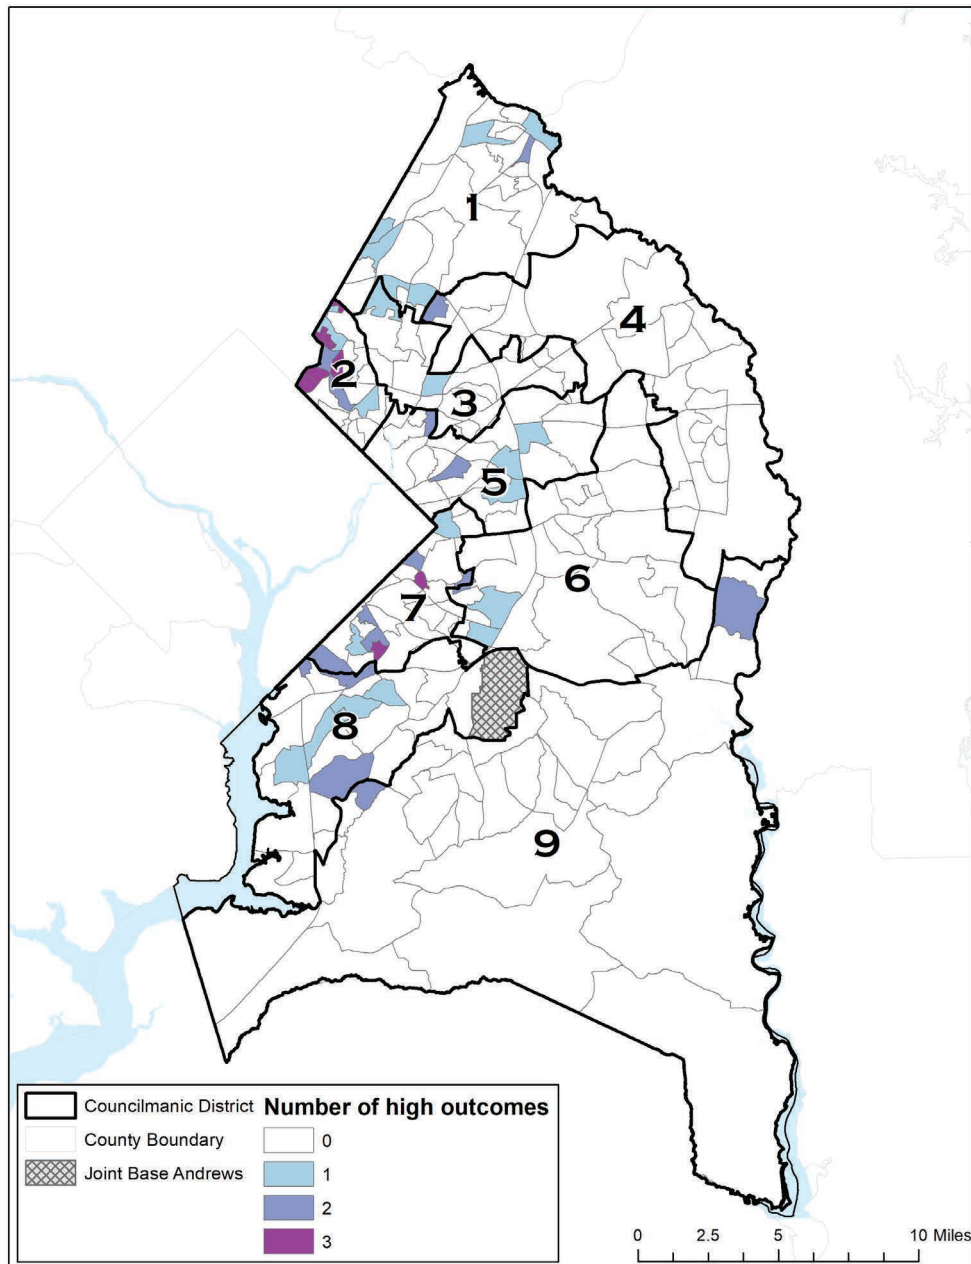 1
4
2
3
5
6
7
8
9
Councilmanic District
County Boundary
Joint Base Andrews
Number of high outcomes
0
1
2
3
0 2.5 5 10 Miles